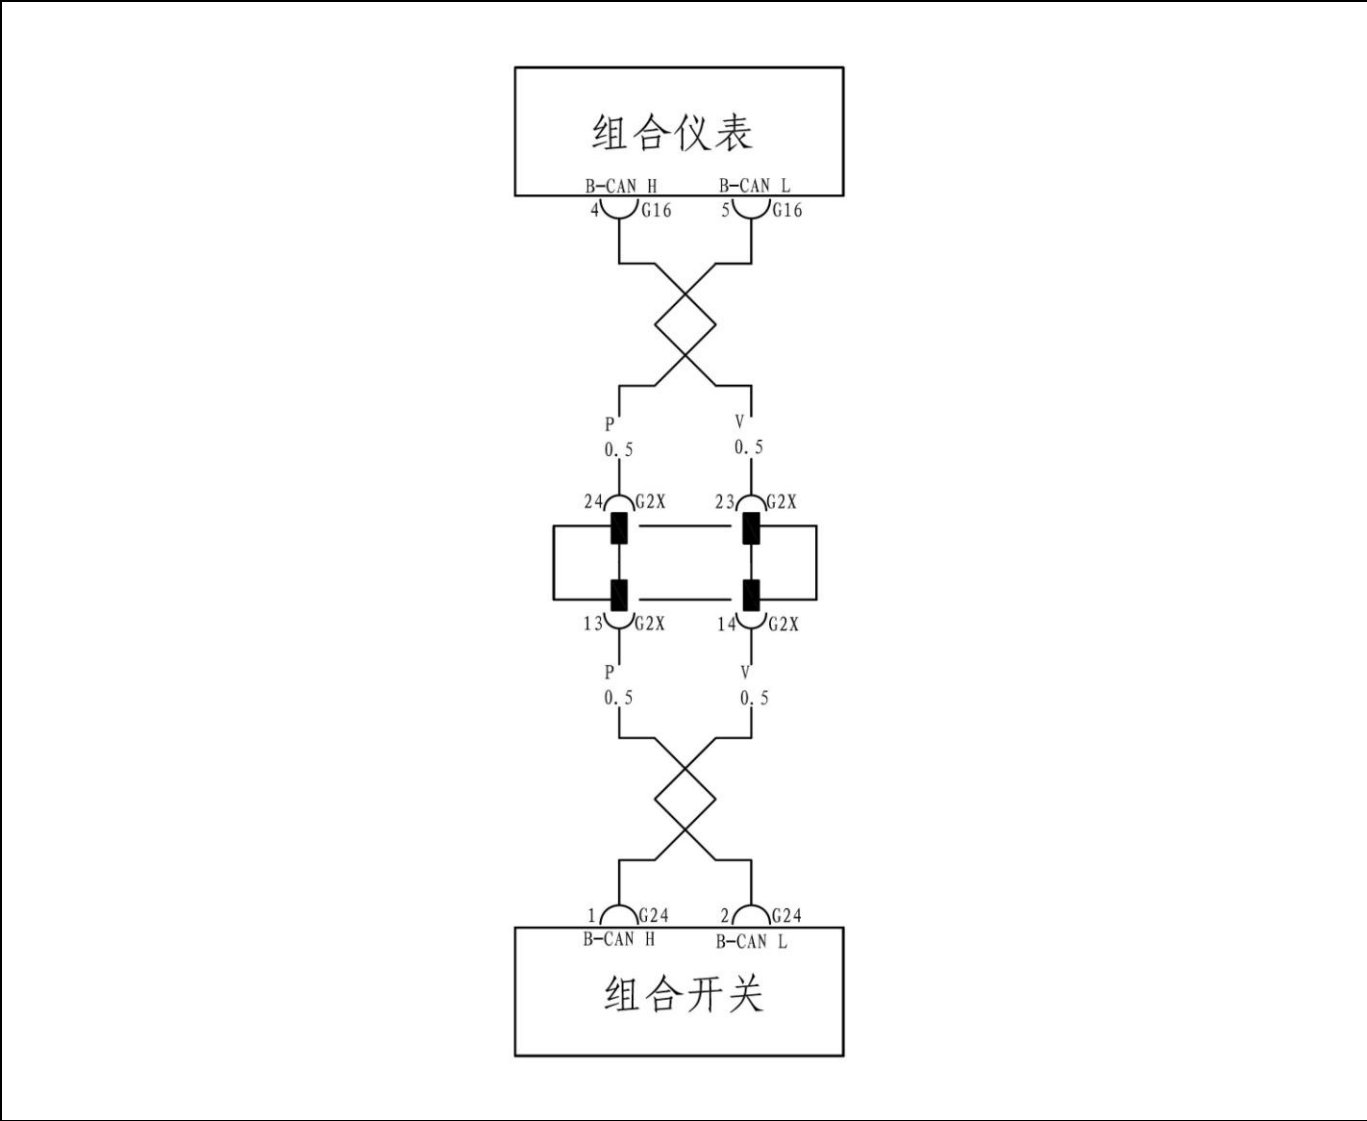 组合仪表
B-CAN H B-CAN L
4 G16 5 G16
P V
0.5 0.5
24 G2X 23 G2X
13 G2X 14 G2X
P V
0.5 0.5
1 G24 2 G24
B-CAN H B-CAN L
组合开关